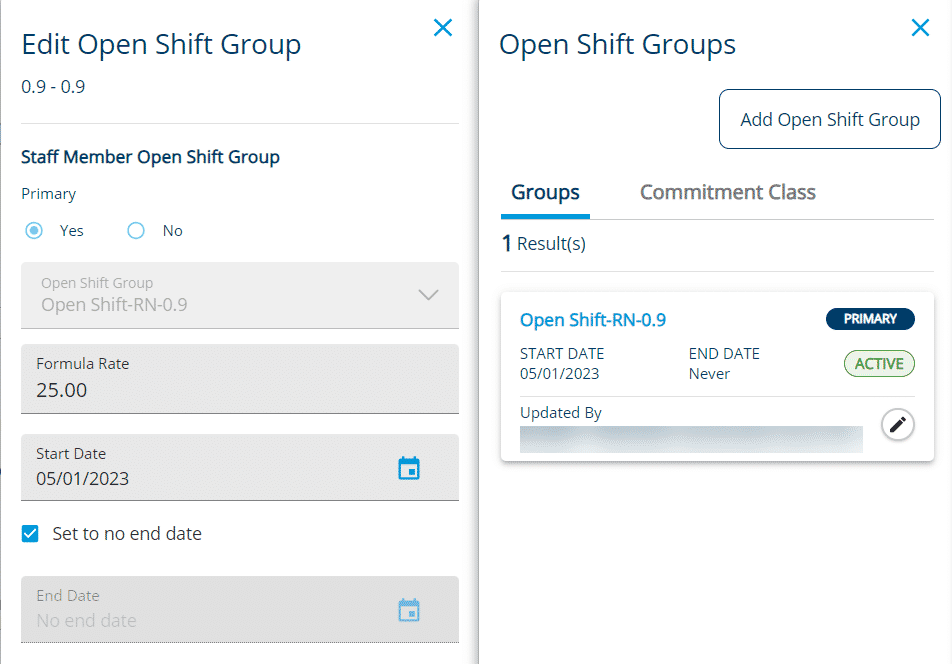 Edit Open Shift Group
0.9 - 0.9
Staff Member Open Shift Group
Primary
Yes No
Open Shift Group
Open Shift-RN-0.9
Formula Rate
25.00
Start Date
05/01/2023
Set to no end date
End Date
No end date
Open Shift Groups
Add Open Shift Group
Groups Commitment Class
1 Result(s)
Open Shift-RN-0.9 PRIMARY
START DATE END DATE
05/01/2023 Never
ACTIVE
Updated By